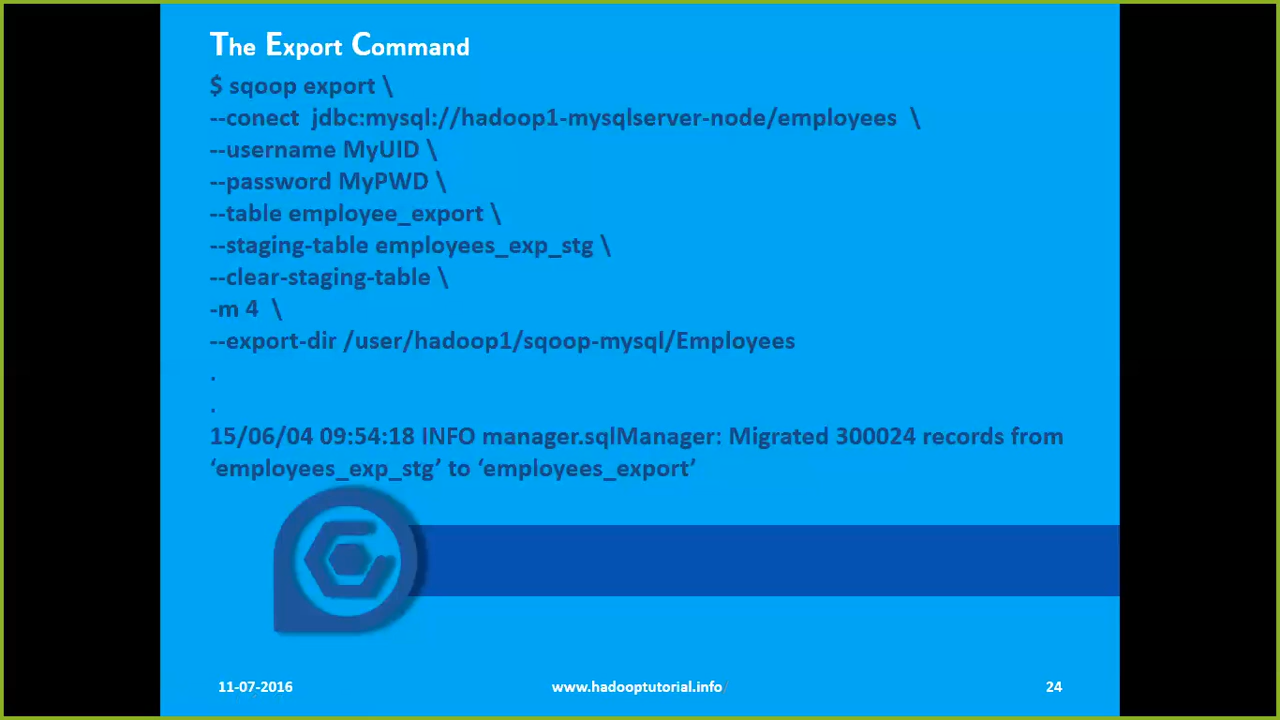 The Export Command
$ sqoop export \
--conect  jdbc:mysql://hadoop1-mysqlserver-node/employees  \
--username MyUID \
--password MyPWD \
--table employee_export \
--staging-table employees_exp_stg \
--clear-staging-table \
-m 4  \
--export-dir /user/hadoop1/sqoop-mysql/Employees
.
.
15/06/04 09:54:18 INFO manager.sqlManager: Migrated 300024 records from
‘employees_exp_stg’ to ‘employees_export’
11-07-2016 www.hadooptutorial.info 24